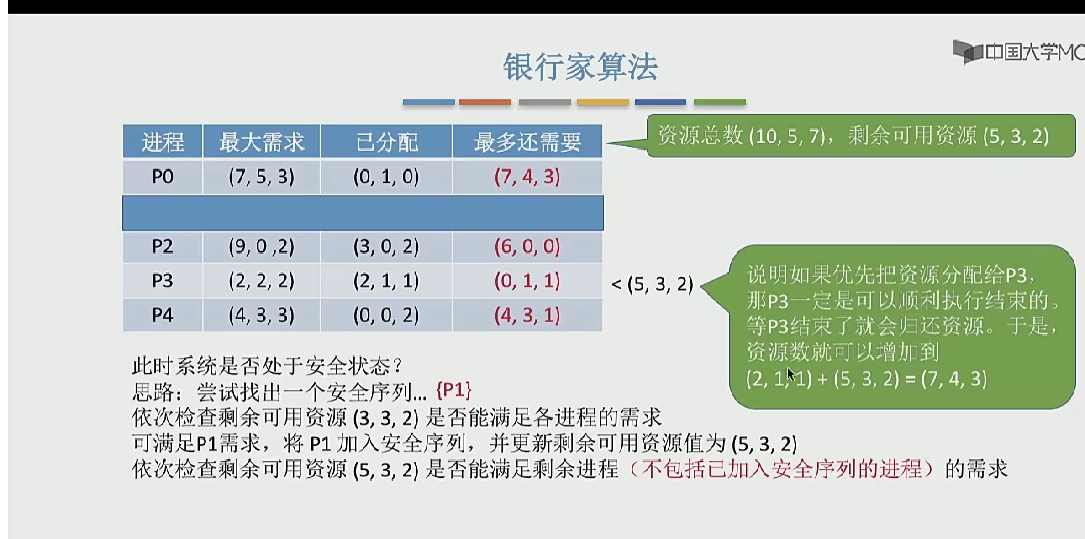 中国大学MO
银行家算法
资源总数 (10, 5, 7)，剩余可用资源 (5, 3, 2)
进程 最大需求 已分配 最多还需要
P0 (7, 5, 3) (0, 1, 0) (7, 4, 3)
P2 (9, 0 ,2) (3, 0, 2) (6, 0, 0)
P3 (2, 2, 2) (2, 1, 1) (0, 1, 1)
P4 (4, 3, 3) (0, 0, 2) (4, 3, 1)
< (5, 3, 2)
说明如果优先把资源分配给P3，
那P3一定是可以顺利执行结束的。
等P3结束了就会归还资源。于是，
资源数就可以增加到
(2, 1, 1) + (5, 3, 2) = (7, 4, 3)
此时系统是否处于安全状态？
思路：尝试找出一个安全序列... {P1}
依次检查剩余可用资源 (3, 3, 2) 是否能满足各进程的需求
可满足P1需求，将 P1 加入安全序列，并更新剩余可用资源值为 (5, 3, 2)
依次检查剩余可用资源 (5, 3, 2) 是否能满足剩余进程（不包括已加入安全序列的进程）的需求